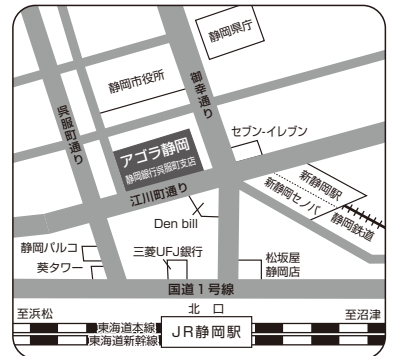 静岡県庁
静岡市役所
御幸通り
呉服町通り
セブン-イレブン
アゴラ静岡
静岡銀行呉服町支店
江川町通り
新静岡駅
新静岡セノバ
静岡鉄道
Den bill
静岡パルコ
葵タワー
三菱UFJ銀行
松坂屋
静岡店
国道1号線
至浜松
北口
至沼津
東海道本線
東海道新幹線
JR静岡駅